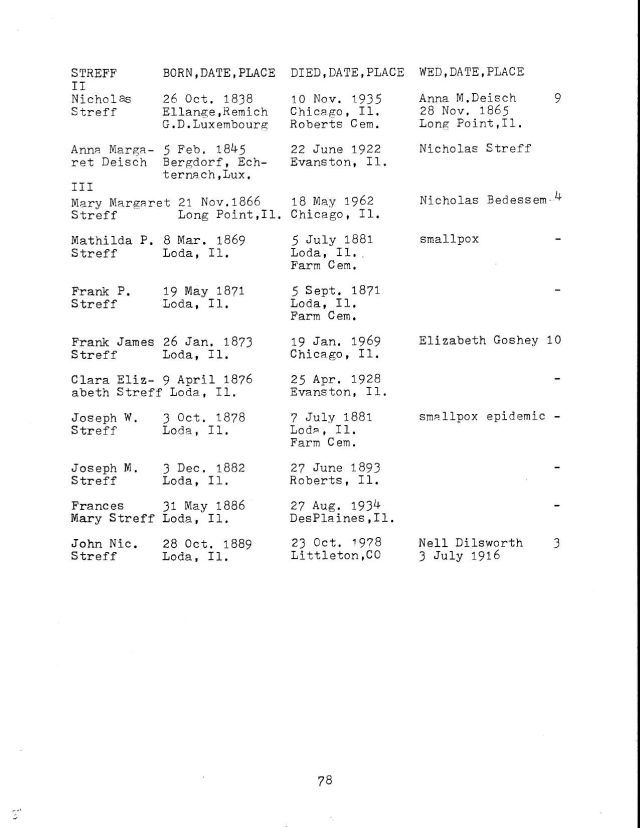 STREFF BORN,DATE,PLACE DIED,DATE,PLACE WED,DATE,PLACE
II
Nicholas 26 Oct. 1838 10 Nov. 1935 Anna M.Deisch 9
Streff Ellange,Remich Chicago, Il. 28 Nov. 1865
G.D.Luxembourg Roberts Cem. Long Point,Il.
Anna Marga- 5 Feb. 1845 22 June 1922 Nicholas Streff
ret Deisch Bergdorf, Ech- Evanston, Il.
ternach,Lux.
III
Mary Margaret 21 Nov.1866 18 May 1962 Nicholas Bedessem 4
Streff Long Point,Il. Chicago, Il.
Mathilda P. 8 Mar. 1869 5 July 1881 smallpox -
Streff Loda, Il. Loda, Il.
Farm Cem.
Frank P. 19 May 1871 5 Sept. 1871 -
Streff Loda, Il. Loda, Il.
Farm Cem.
Frank James 26 Jan. 1873 19 Jan. 1969 Elizabeth Goshey 10
Streff Loda, Il. Chicago, Il.
Clara Eliz- 9 April 1876 25 Apr. 1928 -
abeth Streff Loda, Il. Evanston, Il.
Joseph W. 3 Oct. 1878 7 July 1881 smallpox epidemic -
Streff Loda, Il. Loda, Il.
Farm Cem.
Joseph M. 3 Dec. 1882 27 June 1893 -
Streff Loda, Il. Roberts, Il.
Frances 31 May 1886 27 Aug. 1934 -
Mary Streff Loda, Il. DesPlaines,Il.
John Nic. 28 Oct. 1889 23 Oct. 1978 Nell Dilsworth 3
Streff Loda, Il. Littleton,CO 3 July 1916
78